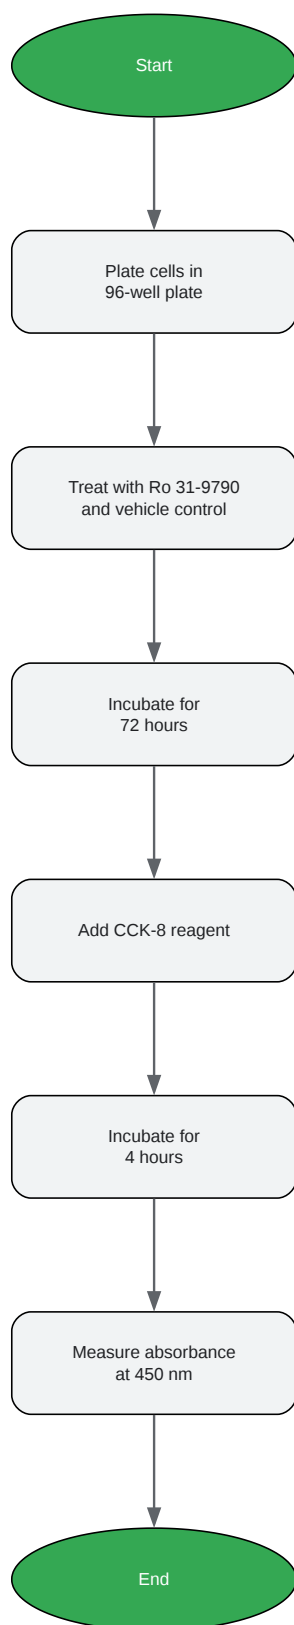 Start
Plate cells in
96-well plate
Treat with Ro 31-9790
and vehicle control
Incubate for
72 hours
Add CCK-8 reagent
Incubate for
4 hours
Measure absorbance
at 450 nm
End